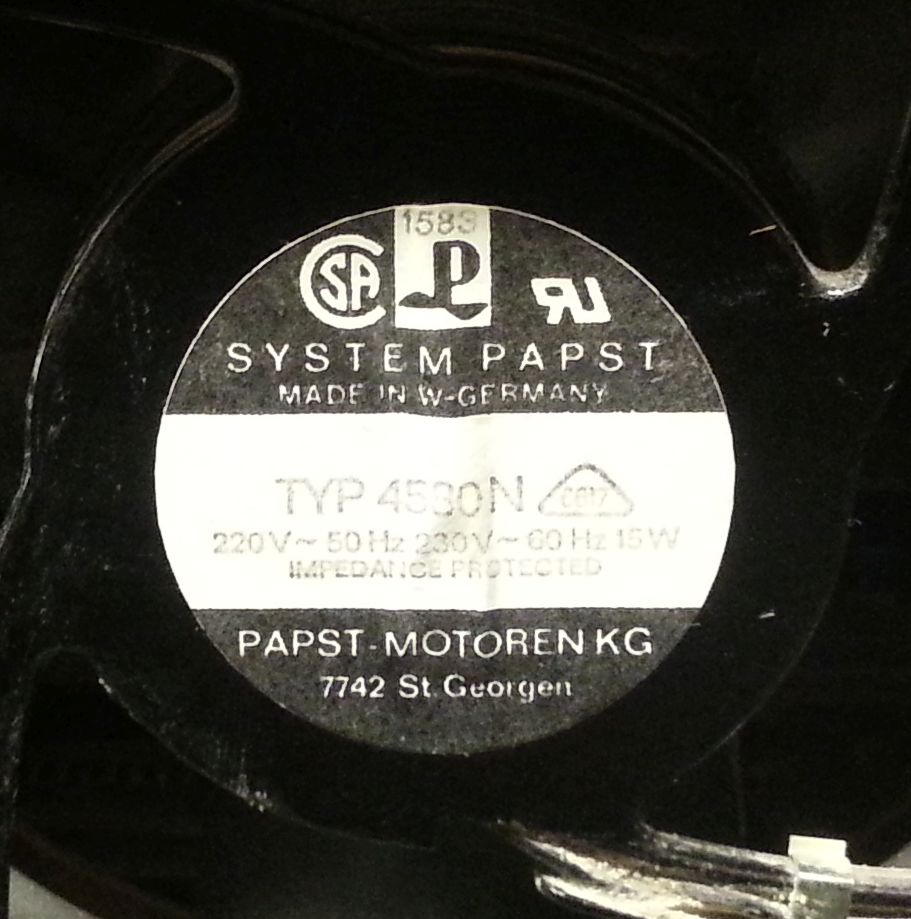 1583
SA
SYSTEM PAPST
MADE IN W-GERMANY
TYP 4580N
220V~ 50 Hz 230V~ 60 Hz 15W
IMPEDANCE PROTECTED
PAPST-MOTOREN KG
7742 St. Georgen